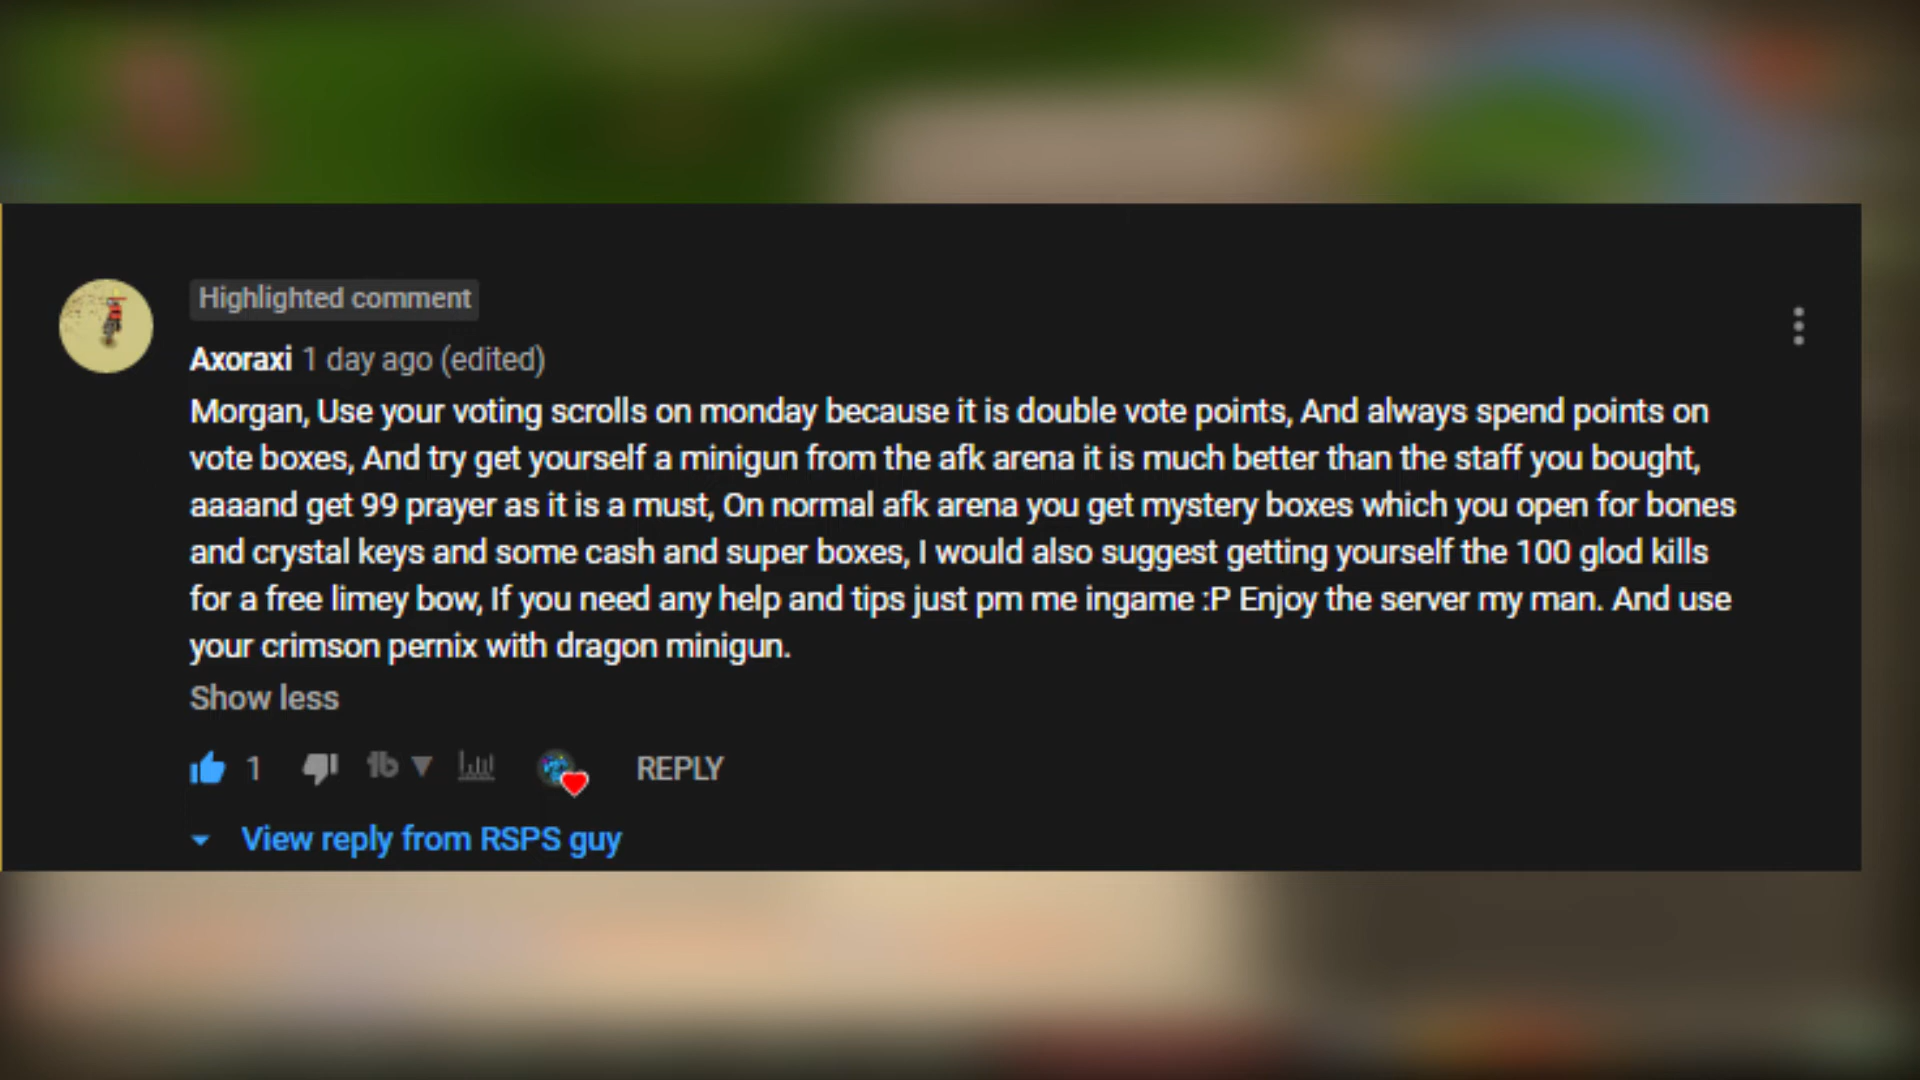 Highlighted comment
Axoraxi 1 day ago (edited)
Morgan, Use your voting scrolls on monday because it is double vote points, And always spend points on
vote boxes, And try get yourself a minigun from the afk arena it is much better than the staff you bought,
aaaand get 99 prayer as it is a must, On normal afk arena you get mystery boxes which you open for bones
and crystal keys and some cash and super boxes, I would also suggest getting yourself the 100 glod kills
for a free limey bow, If you need any help and tips just pm me ingame :P Enjoy the server my man. And use
your crimson pernix with dragon minigun.
Show less
1 REPLY
View reply from RSPS guy